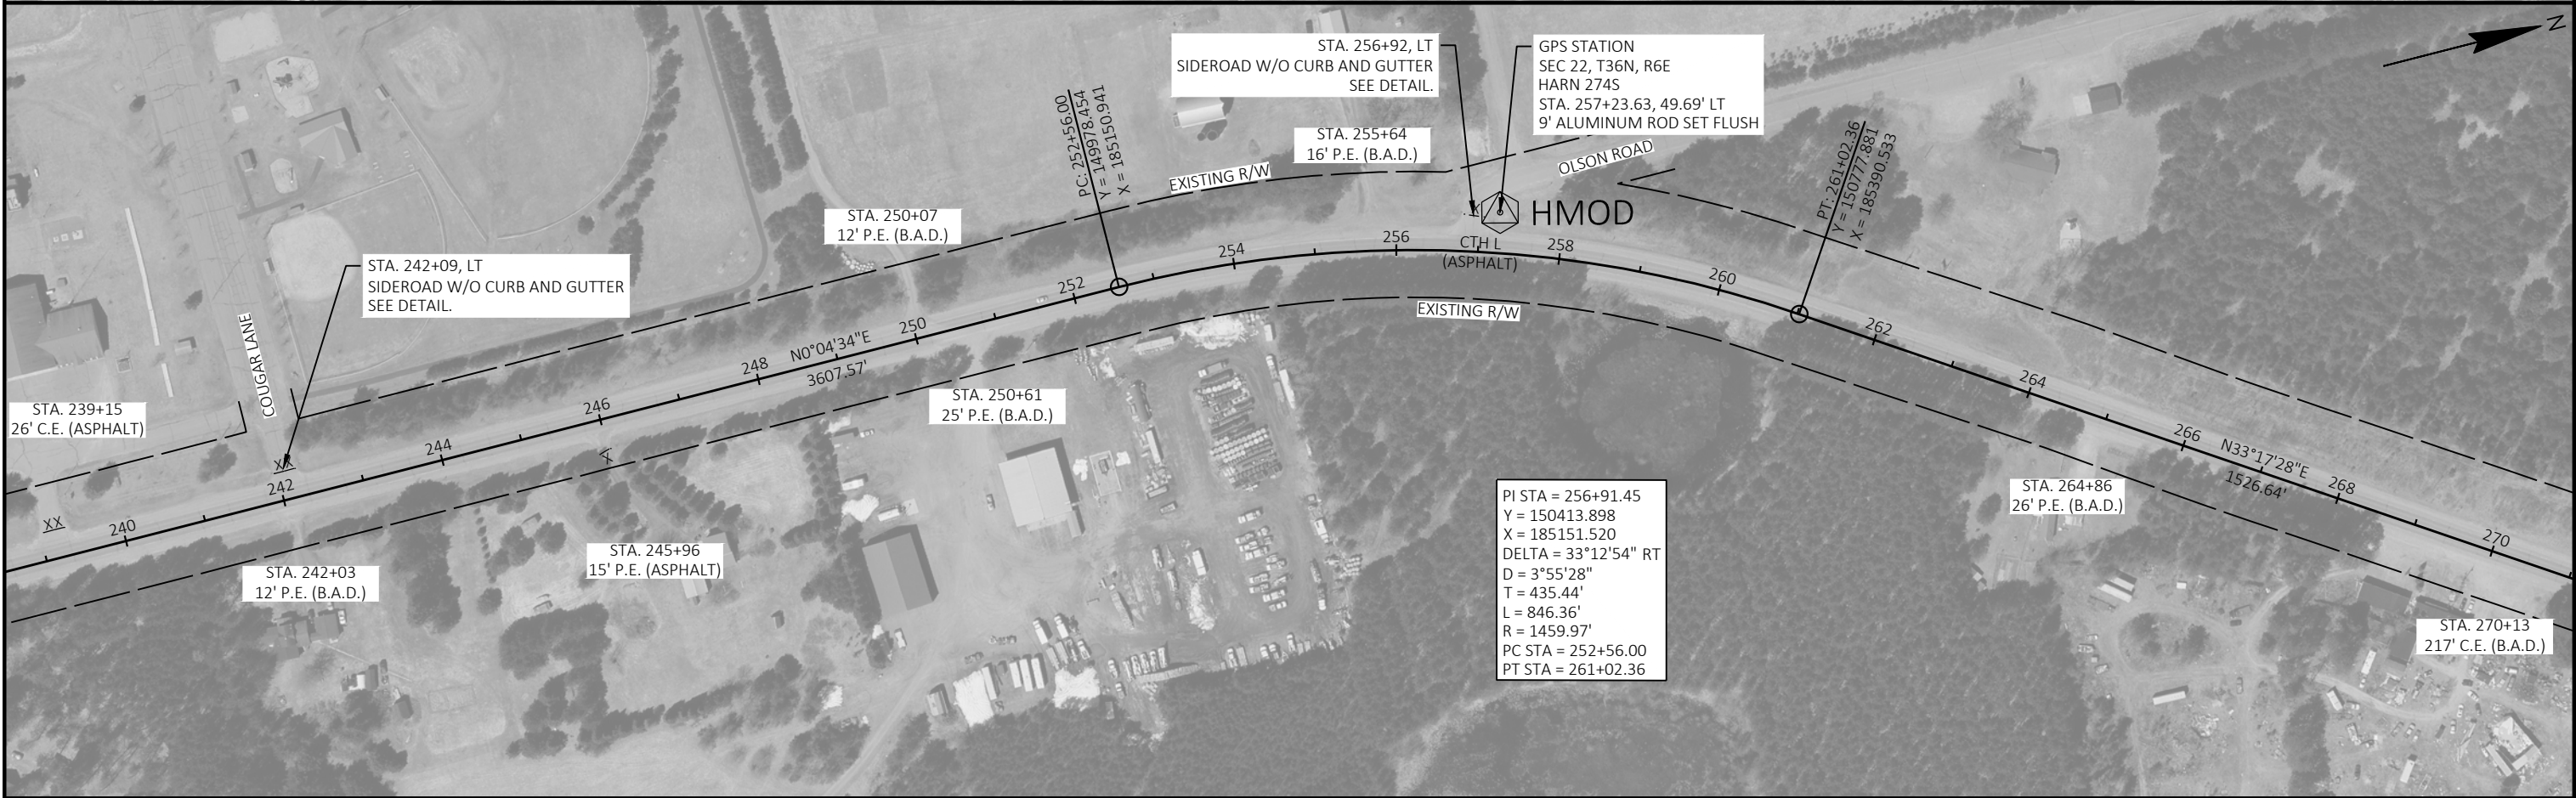 N
STA. 256+92, LT
SIDEROAD W/O CURB AND GUTTER
SEE DETAIL.
GPS STATION
SEC 22, T36N, R6E
HARN 274S
STA. 257+23.63, 49.69' LT
9' ALUMINUM ROD SET FLUSH
PC: 252+56.00
Y = 149978.454
X = 185150.941
STA. 255+64
16' P.E. (B.A.D.)
EXISTING R/W
OLSON ROAD
PT: 261+02.36
Y = 150777.881
X = 185390.533
STA. 250+07
12' P.E. (B.A.D.)
X
HMOD
STA. 242+09, LT
SIDEROAD W/O CURB AND GUTTER
SEE DETAIL.
COUGAR LANE
CTH L
(ASPHALT)
EXISTING R/W
240
242
244
246
248
250
252
254
256
258
260
262
264
266
268
270
N0°04'34"E
3607.57'
N33°17'28"E
1526.64'
STA. 239+15
26' C.E. (ASPHALT)
XX
XX
X
STA. 250+61
25' P.E. (B.A.D.)
STA. 242+03
12' P.E. (B.A.D.)
STA. 245+96
15' P.E. (ASPHALT)
PI STA = 256+91.45
Y = 150413.898
X = 185151.520
DELTA = 33°12'54" RT
D = 3°55'28"
T = 435.44'
L = 846.36'
R = 1459.97'
PC STA = 252+56.00
PT STA = 261+02.36
STA. 264+86
26' P.E. (B.A.D.)
STA. 270+13
217' C.E. (B.A.D.)